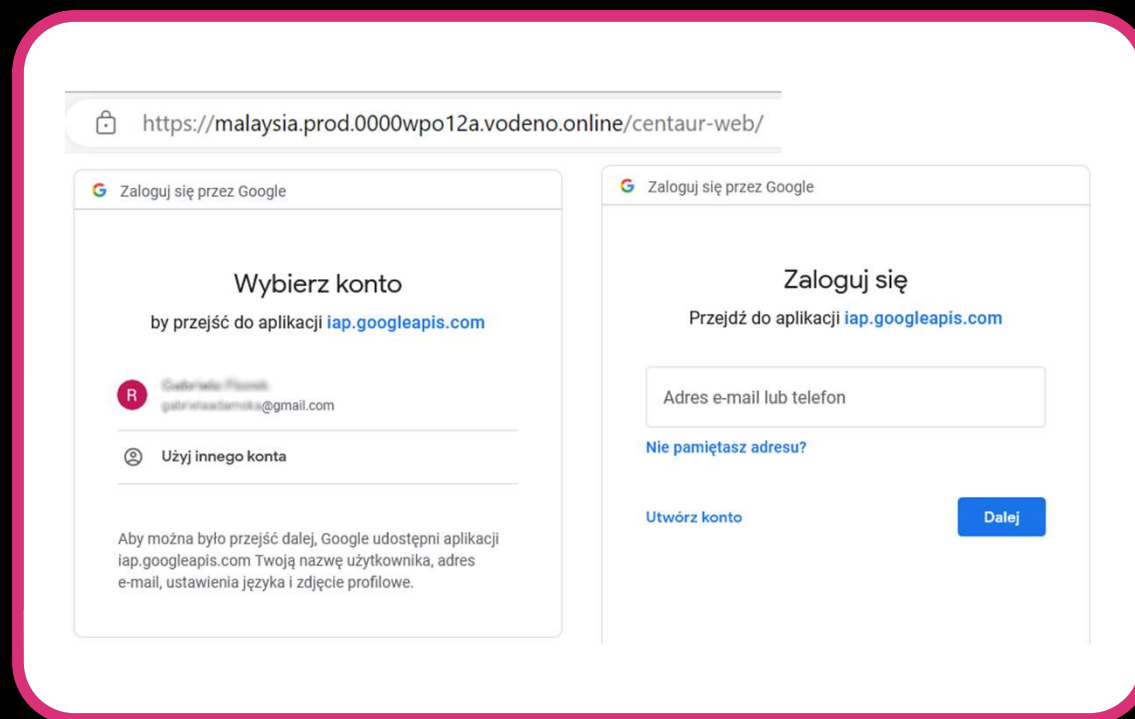 https://malaysia.prod.0000wpo12a.vodeno.online/centaur-web/
G Zaloguj się przez Google
Wybierz konto
by przejść do aplikacji iap.googleapis.com
R
@gmail.com
Użyj innego konta
Aby można było przejść dalej, Google udostępni aplikacji
iap.googleapis.com Twoją nazwę użytkownika, adres
e-mail, ustawienia języka i zdjęcie profilowe.
G Zaloguj się przez Google
Zaloguj się
Przejdź do aplikacji iap.googleapis.com
Adres e-mail lub telefon
Nie pamiętasz adresu?
Utwórz konto
Dalej